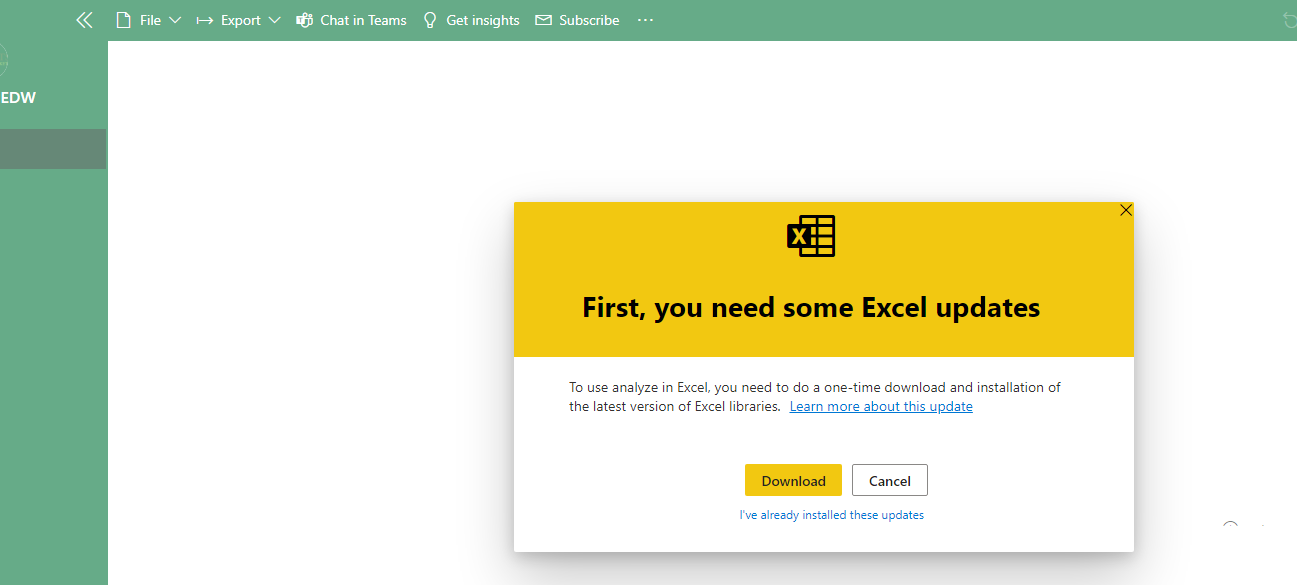 File Export Chat in Teams Get insights Subscribe ...
EDW
First, you need some Excel updates
To use analyze in Excel, you need to do a one-time download and installation of
the latest version of Excel libraries. Learn more about this update
Download Cancel
I've already installed these updates